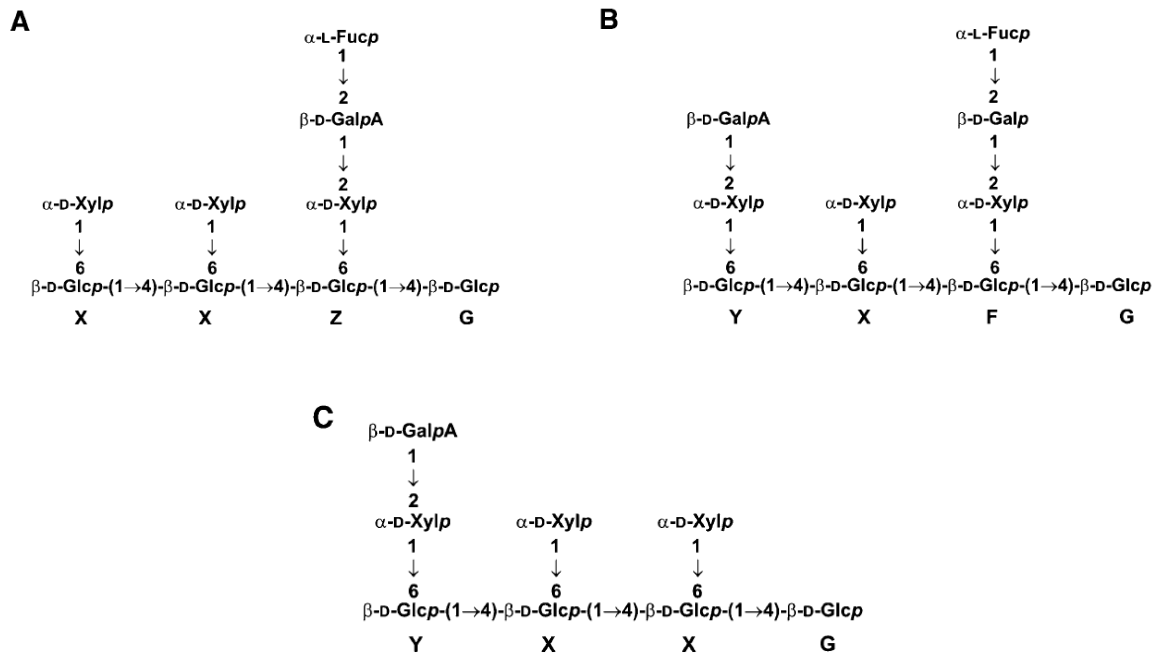 A
α-L-Fucp
1
↓
2
β-D-GalpA
1
↓
2
α-D-Xylp α-D-Xylp α-D-Xylp
1 1 1
↓ ↓ ↓
6 6 6
β-D-Glcp-(1→4)-β-D-Glcp-(1→4)-β-D-Glcp-(1→4)-β-D-Glcp
X X Z G
B
α-L-Fucp
1
↓
2
β-D-GalpA β-D-Galp
1 1
↓ ↓
2 2
α-D-Xylp α-D-Xylp α-D-Xylp
1 1 1
↓ ↓ ↓
6 6 6
β-D-Glcp-(1→4)-β-D-Glcp-(1→4)-β-D-Glcp-(1→4)-β-D-Glcp
Y X F G
C
β-D-GalpA
1
↓
2
α-D-Xylp α-D-Xylp α-D-Xylp
1 1 1
↓ ↓ ↓
6 6 6
β-D-Glcp-(1→4)-β-D-Glcp-(1→4)-β-D-Glcp-(1→4)-β-D-Glcp
Y X X G